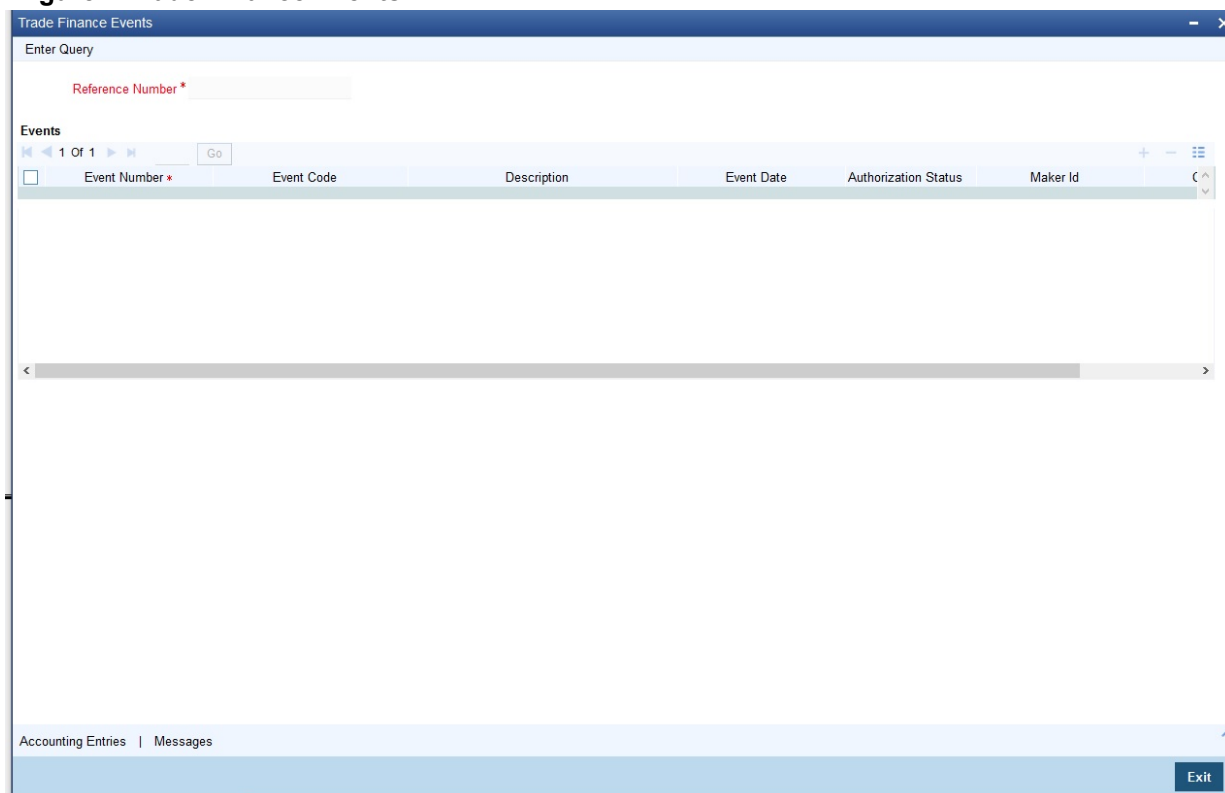 Trade Finance Events
Enter Query
Reference Number *
Events
1 Of 1 Go
Event Number * Event Code Description Event Date Authorization Status Maker Id
Accounting Entries | Messages
Exit